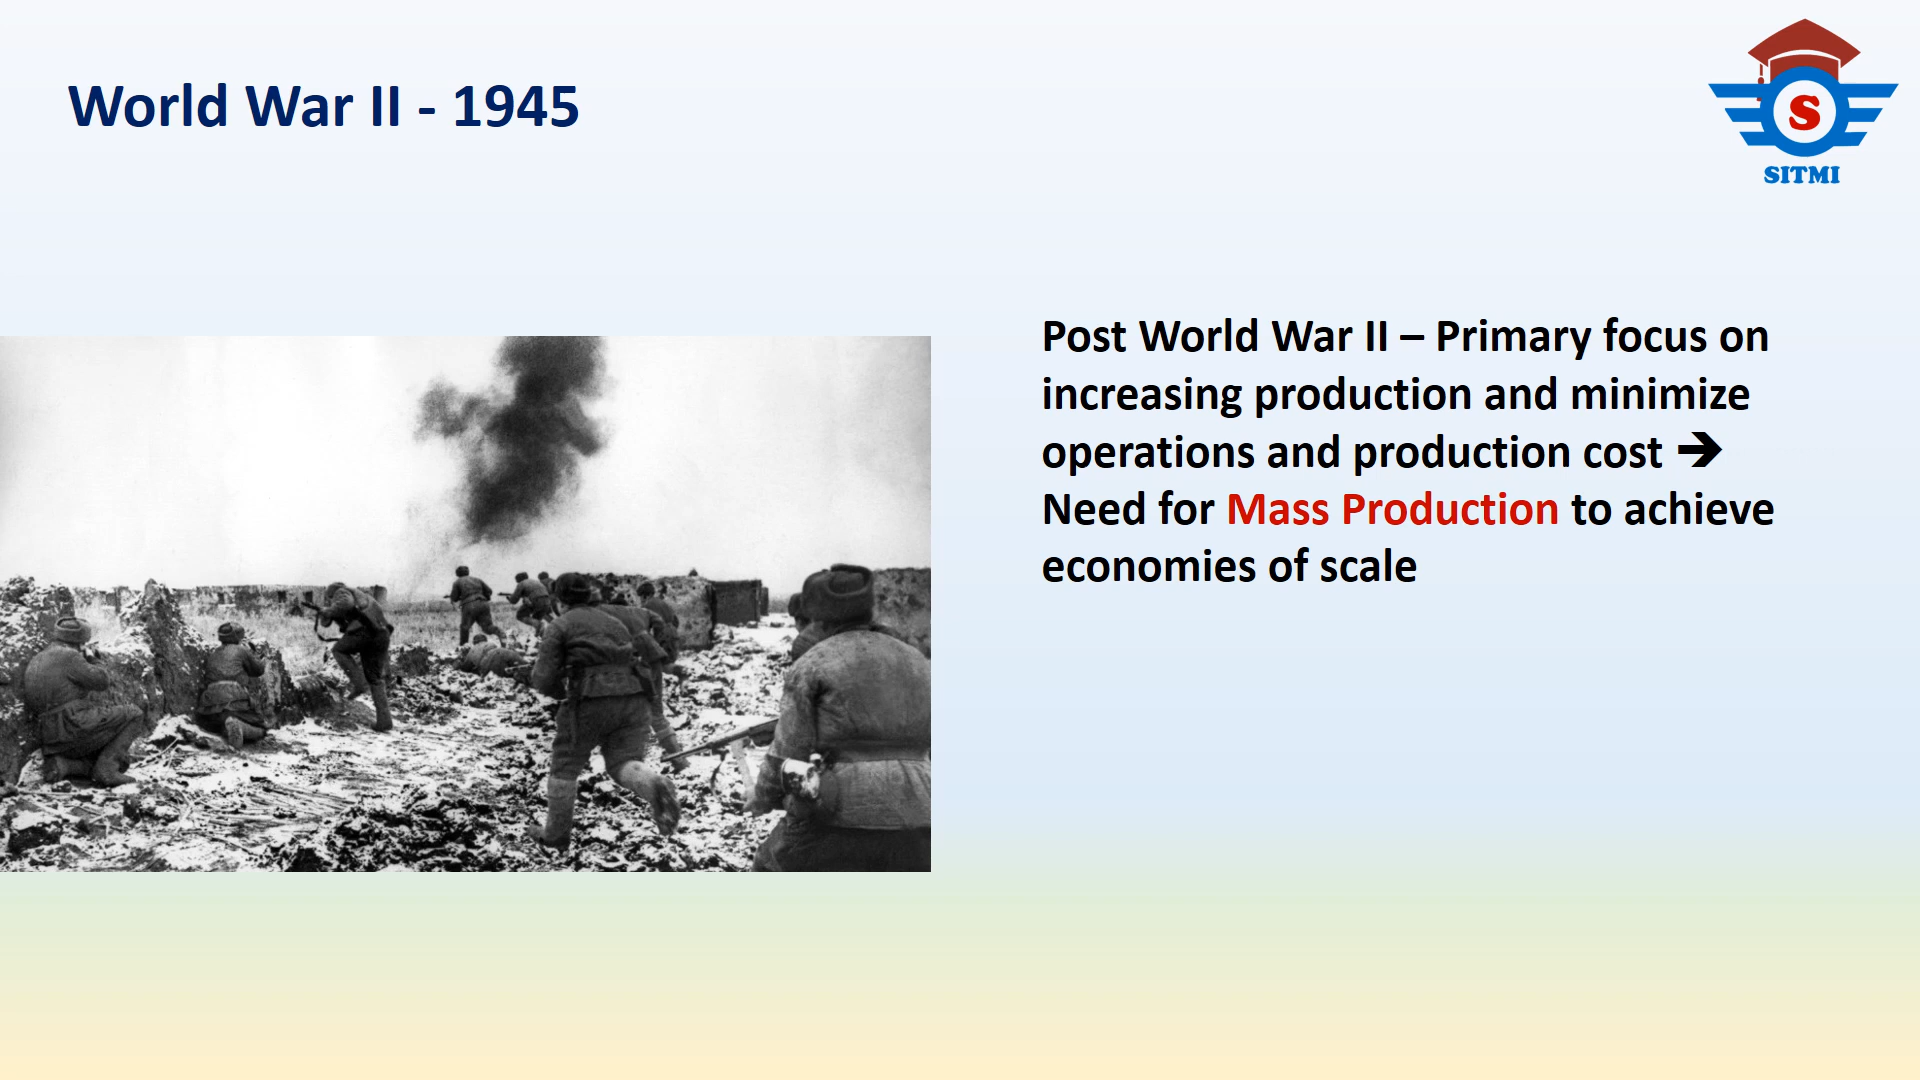 World War II - 1945
S
SITMI
Post World War II – Primary focus on
increasing production and minimize
operations and production cost ➔
Need for Mass Production to achieve
economies of scale